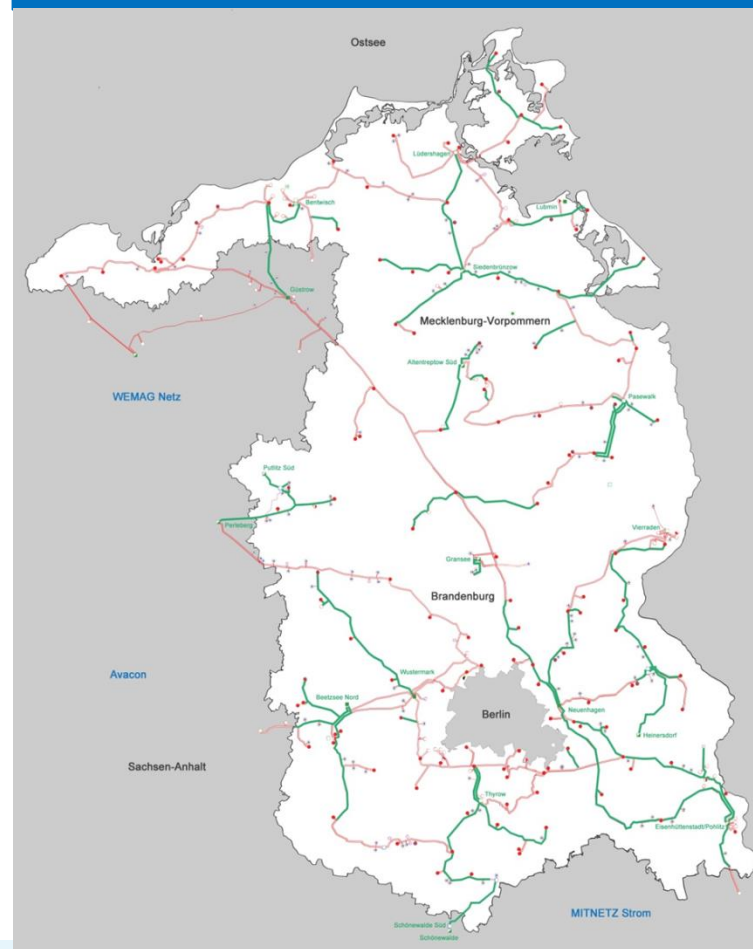 Ostsee
Lüdershagen
Bentwisch
Lubmin
Siedenbrünzow
Güstrow
Mecklenburg-Vorpommern
Altentreptow Süd
WEMAG Netz
Pasewalk
Putlitz Süd
Perleberg
Vierraden
Gransee
Brandenburg
Avacon
Wustermark
Beetzsee Nord
Neuenhagen
Berlin
Heinersdorf
Sachsen-Anhalt
Thyrow
Eisenhüttenstadt/Pohlitz
MITNETZ Strom
Schönewalde Süd
Schönewalde